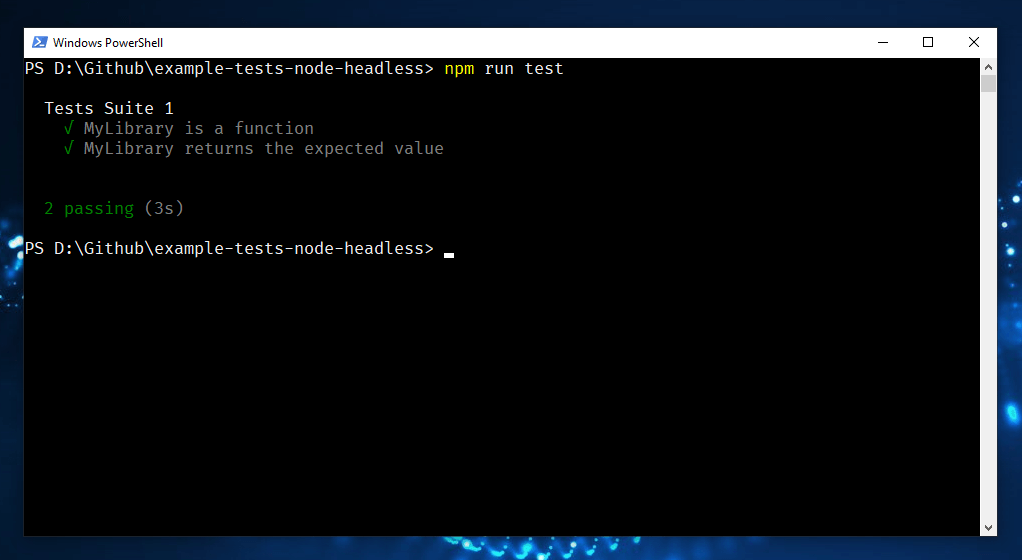 Windows PowerShell
PS D:\Github\example-tests-node-headless> npm run test
Tests Suite 1
√ MyLibrary is a function
√ MyLibrary returns the expected value
2 passing (3s)
PS D:\Github\example-tests-node-headless>